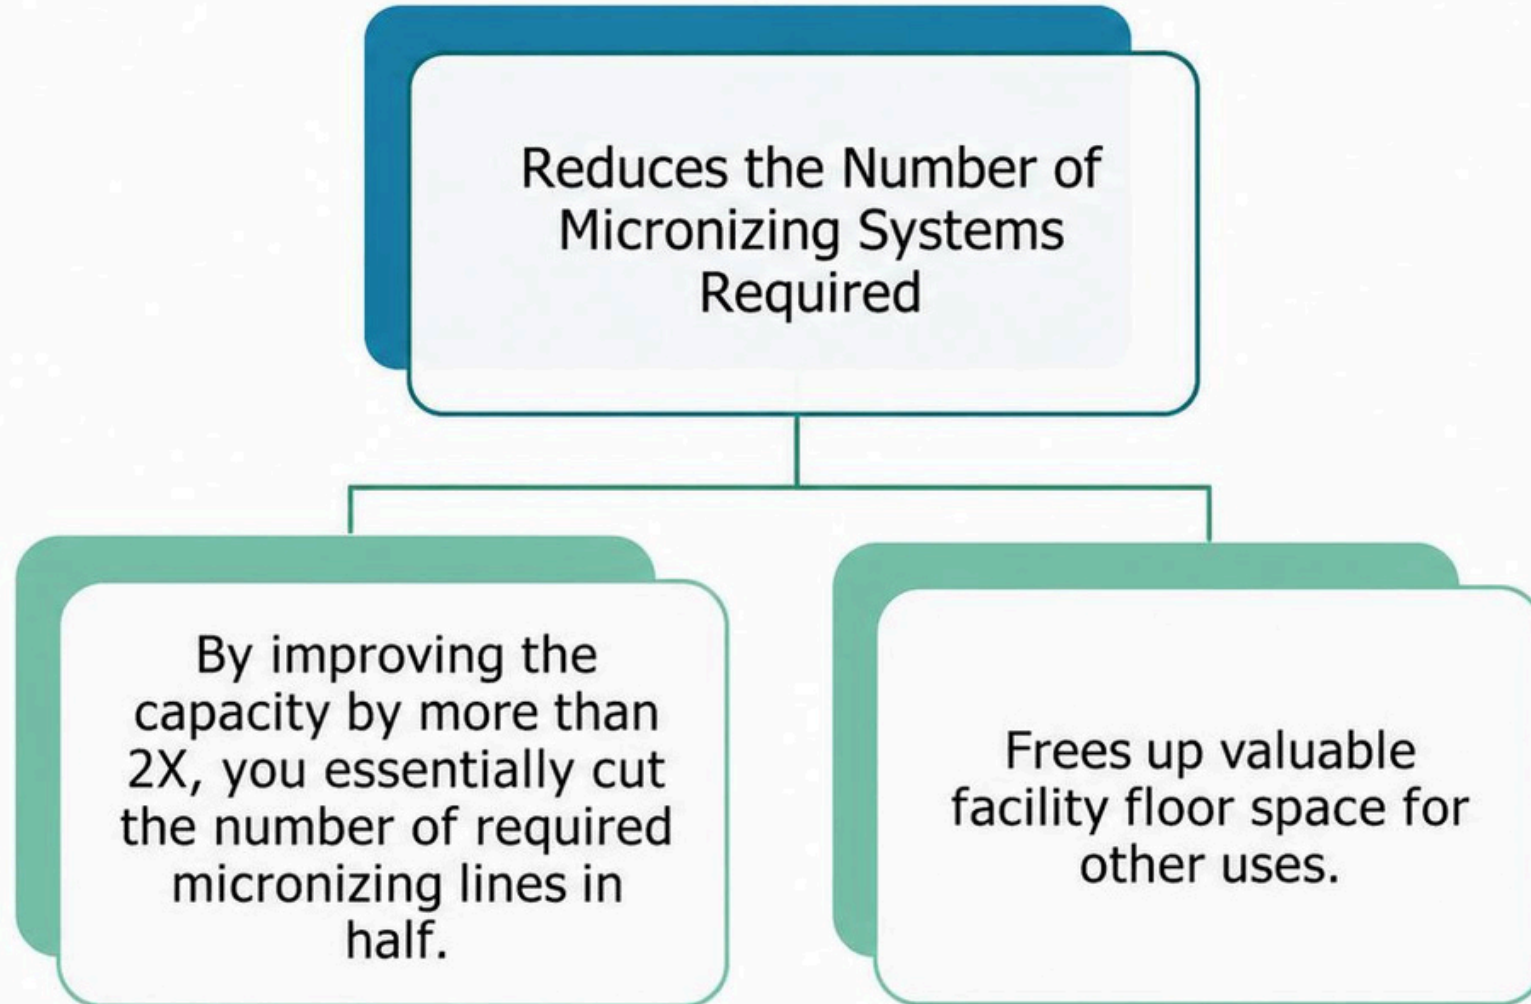 Reduces the Number of
Micronizing Systems
Required
By improving the
capacity by more than
2X, you essentially cut
the number of required
micronizing lines in
half.
Frees up valuable
facility floor space for
other uses.